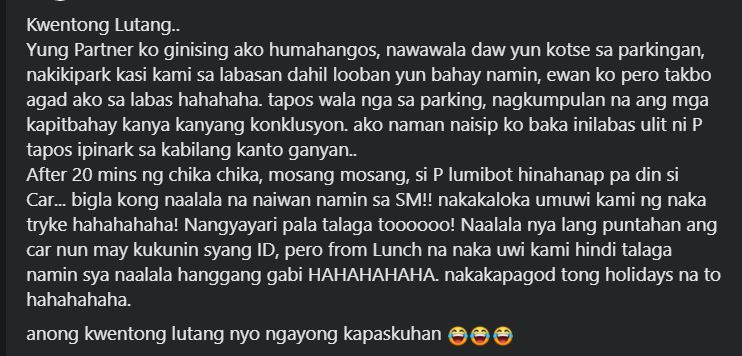 Kwentong Lutang..
Yung Partner ko ginising ako humahangos, nawawala daw yun kotse sa parkingan,
nakikipark kasi kami sa labasan dahil looban yun bahay namin, ewan ko pero takbo
agad ako sa labas hahahaha. tapos wala nga sa parking, nagkumpulan na ang mga
kapitbahay kanya kanyang konklusyon. ako naman naisip ko baka inilabas ulit ni P
tapos ipinark sa kabilang kanto ganyan..
After 20 mins ng chika chika, mosang mosang, si P lumibot hinahanap pa din si
Car... bigla kong naalala na naiwan namin sa SM!! nakakaloka umuwi kami ng naka
tryke hahahahaha! Nangyayari pala talaga toooooo! Naalala nya lang puntahan ang
car nun may kukunin syang ID, pero from Lunch na naka uwi kami hindi talaga
namin sya naalala hanggang gabi HAHAHAHAHA. nakakapagod tong holidays na to
hahahahaha.
anong kwentong lutang nyo ngayong kapaskuhan 😂😂😂